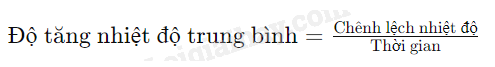 Độ tăng nhiệt độ trung bình = Chênh lệch nhiệt độ / Thời gian